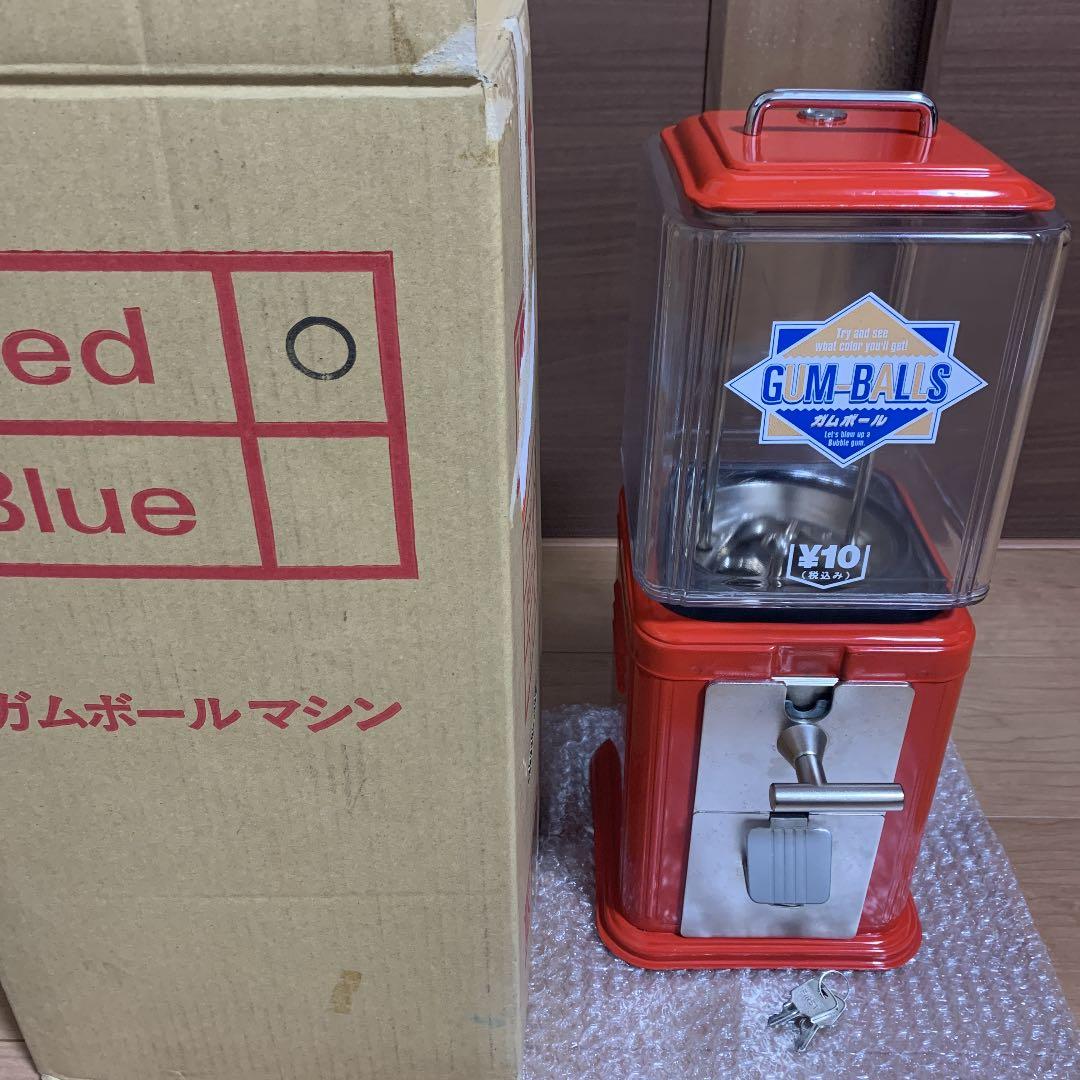 ed
Blue
ガムボールマシン
Try and see
what color you'll get!
GUM-BALLS
ガムボール
Let's blow up a
Bubble gum.
¥10
(税込み)